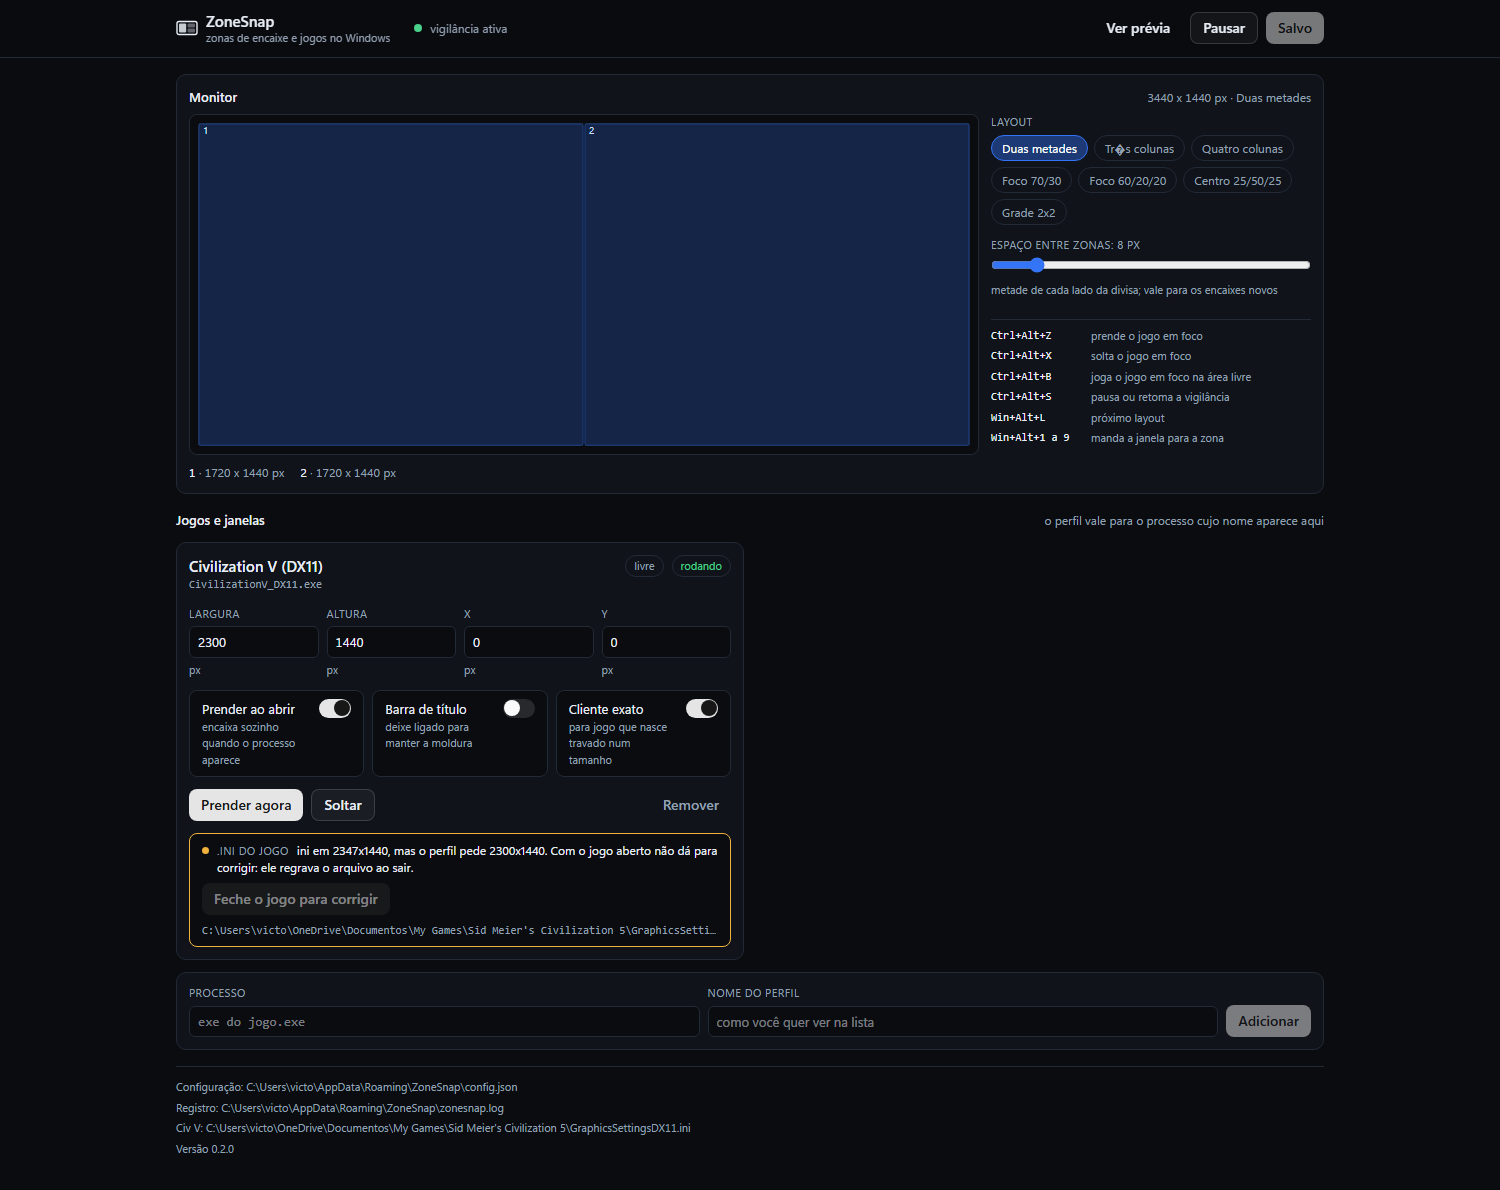 ZoneSnap
zonas de encaixe e jogos no Windows
vigilância ativa
Ver prévia
Pausar
Salvo
Monitor
3440 x 1440 px · Duas metades
1
2
1 · 1720 x 1440 px
2 · 1720 x 1440 px
LAYOUT
Duas metades
Tr�s colunas
Quatro colunas
Foco 70/30
Foco 60/20/20
Centro 25/50/25
Grade 2x2
ESPAÇO ENTRE ZONAS: 8 PX
metade de cada lado da divisa; vale para os encaixes novos
Ctrl+Alt+Z prende o jogo em foco
Ctrl+Alt+X solta o jogo em foco
Ctrl+Alt+B joga o jogo em foco na área livre
Ctrl+Alt+S pausa ou retoma a vigilância
Win+Alt+L próximo layout
Win+Alt+1 a 9 manda a janela para a zona
Jogos e janelas
o perfil vale para o processo cujo nome aparece aqui
Civilization V (DX11)
CivilizationV_DX11.exe
livre
rodando
LARGURA
ALTURA
X
Y
2300
1440
0
0
px
px
px
px
Prender ao abrir
encaixa sozinho
quando o processo
aparece
Barra de título
deixe ligado para
manter a moldura
Cliente exato
para jogo que nasce
travado num
tamanho
Prender agora
Soltar
Remover
.INI DO JOGO ini em 2347x1440, mas o perfil pede 2300x1440. Com o jogo aberto não dá para
corrigir: ele regrava o arquivo ao sair.
Feche o jogo para corrigir
C:\Users\victo\OneDrive\Documentos\My Games\Sid Meier's Civilization 5\GraphicsSetti…
PROCESSO
exe do jogo.exe
NOME DO PERFIL
como você quer ver na lista
Adicionar
Configuração: C:\Users\victo\AppData\Roaming\ZoneSnap\config.json
Registro: C:\Users\victo\AppData\Roaming\ZoneSnap\zonesnap.log
Civ V: C:\Users\victo\OneDrive\Documentos\My Games\Sid Meier's Civilization 5\GraphicsSettingsDX11.ini
Versão 0.2.0